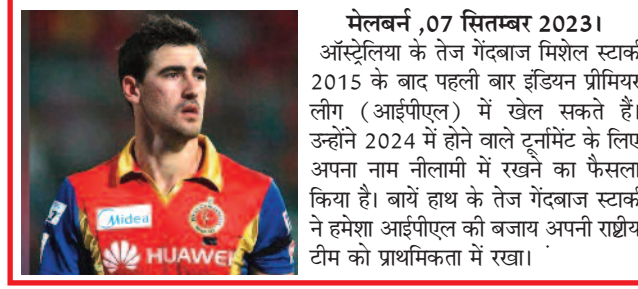 मेलबर्न ,07 सितम्बर 2023।
ऑस्ट्रेलिया के तेज गेंदबाज मिशेल स्टार्क
2015 के बाद पहली बार इंडियन प्रीमियर
लीग (आईपीएल) में खेल सकते हैं।
उन्होंने 2024 में होने वाले टूर्नामेंट के लिए
अपना नाम नीलामी में रखने का फैसला
किया है। बायें हाथ के तेज गेंदबाज स्टार्क
ने हमेशा आईपीएल की बजाय अपनी राष्ट्रीय
टीम को प्राथमिकता में रखा।
Midea
HUAWEI